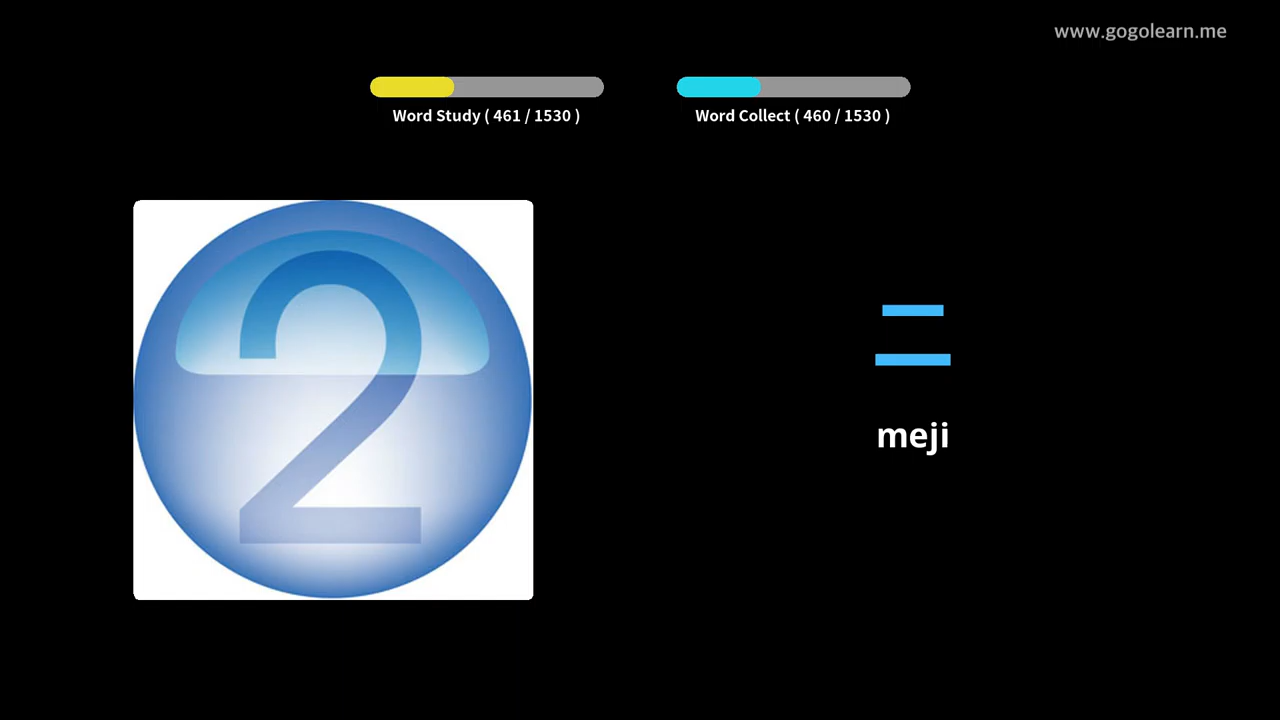 www.gogolearn.me
Word Study ( 461 / 1530 )
Word Collect ( 460 / 1530 )
2
二
meji